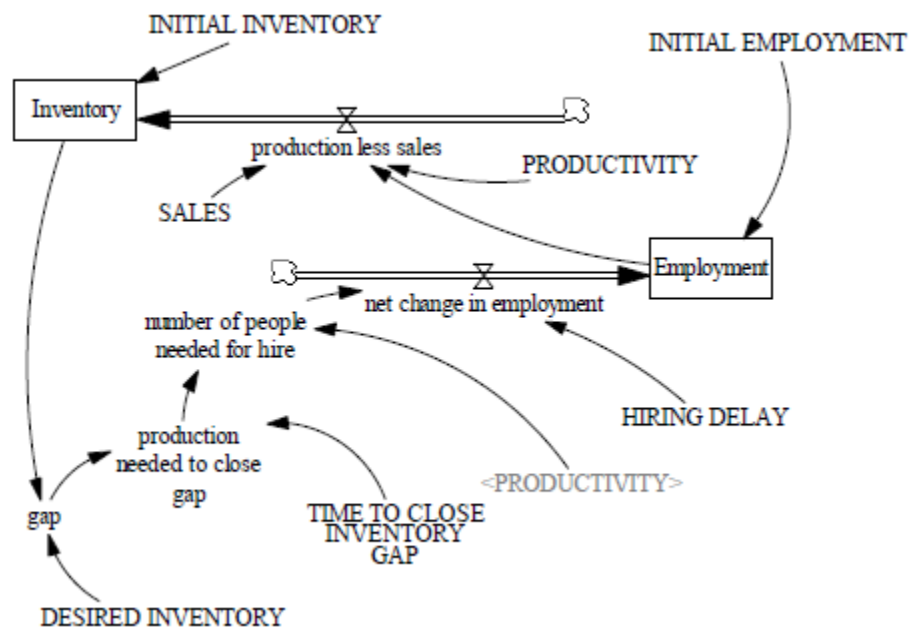 INITIAL INVENTORY
INITIAL EMPLOYMENT
Inventory
production less sales
PRODUCTIVITY
SALES
Employment
net change in employment
number of people
needed for hire
HIRING DELAY
production
needed to close
gap
<PRODUCTIVITY>
gap
TIME TO CLOSE
INVENTORY
GAP
DESIRED INVENTORY